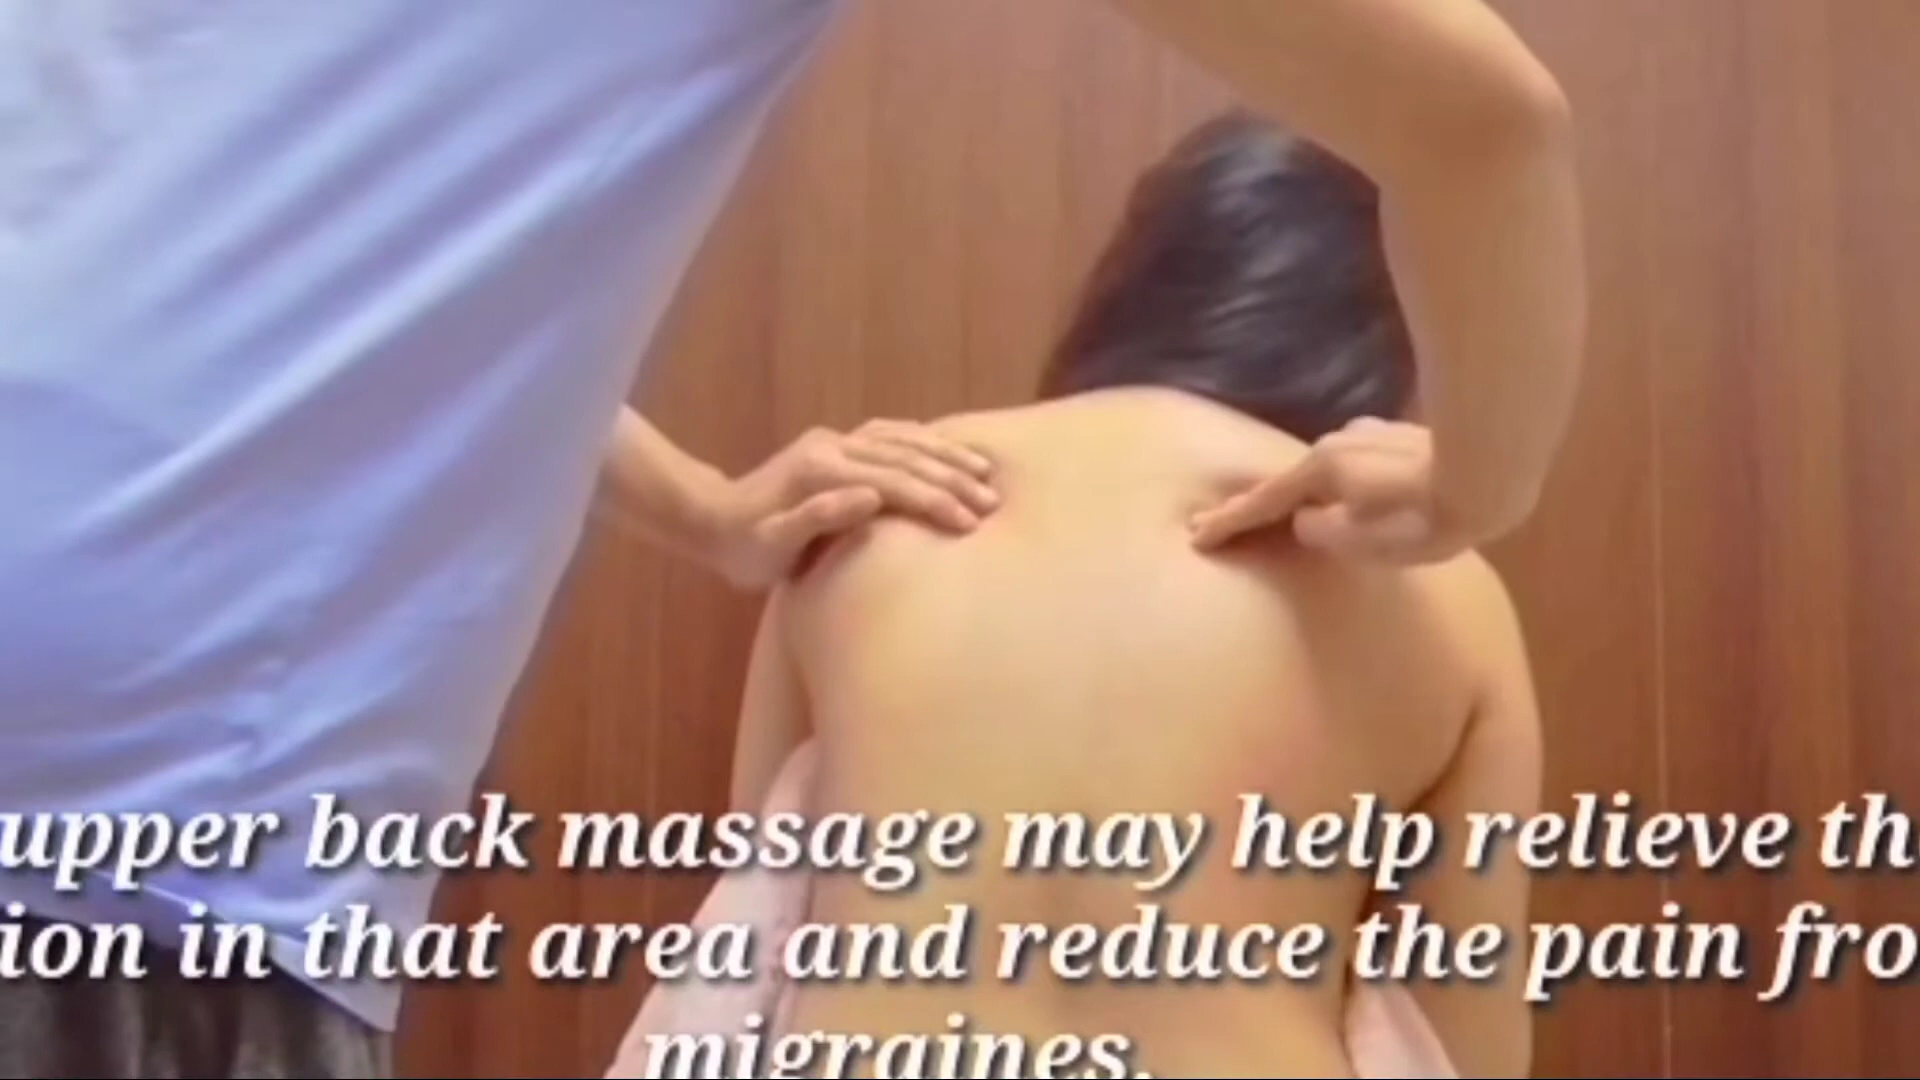 upper back massage may help relieve th
ion in that area and reduce the pain fro
migraines.